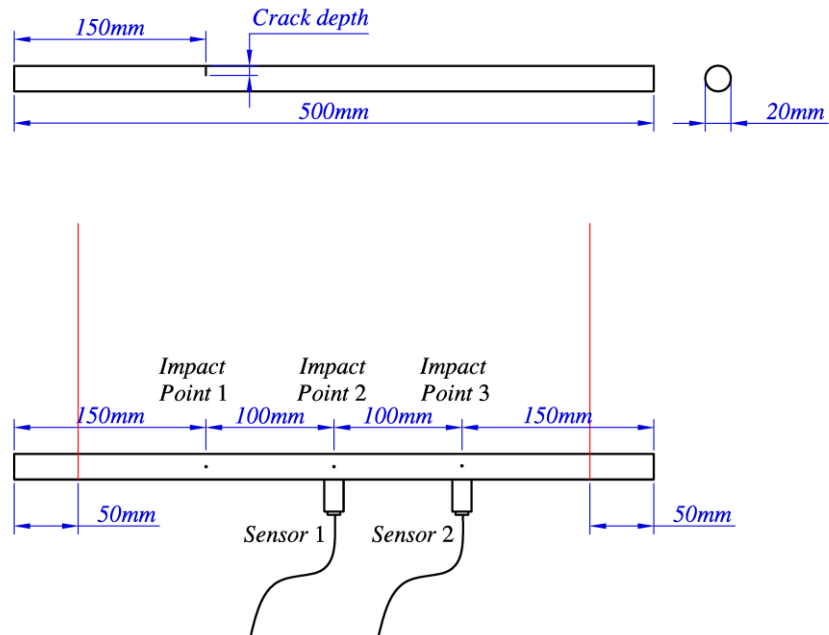 Crack depth
150mm
500mm
20mm
Impact
Point 1
Impact
Point 2
Impact
Point 3
150mm
100mm
100mm
150mm
50mm
50mm
Sensor 1
Sensor 2